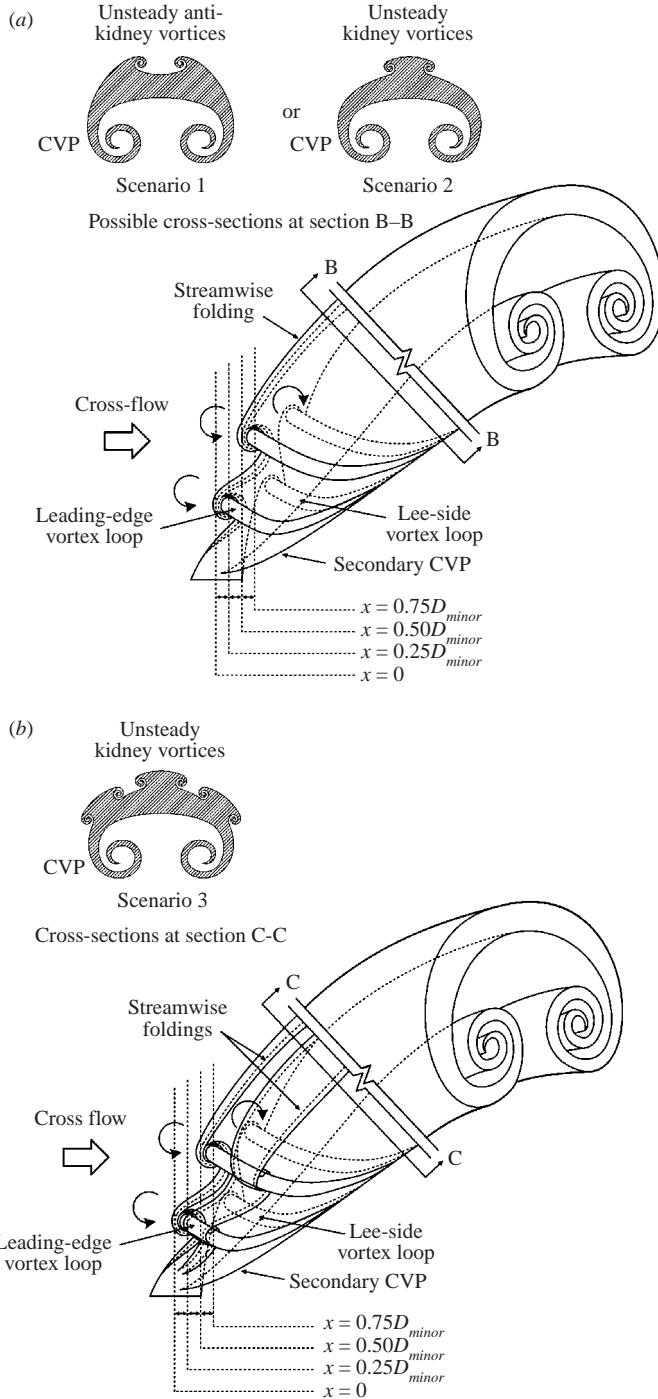 (a)
Unsteady anti-
kidney vortices
Unsteady
kidney vortices
CVP
or
CVP
Scenario 1
Scenario 2
Possible cross-sections at section B–B
B
Streamwise
folding
Cross-flow
B
Leading-edge
vortex loop
Lee-side
vortex loop
Secondary CVP
x = 0.75D_minor
x = 0.50D_minor
x = 0.25D_minor
x = 0
(b)
Unsteady
kidney vortices
CVP
Scenario 3
Cross-sections at section C-C
C
Streamwise
foldings
Cross flow
C
Leading-edge
vortex loop
Lee-side
vortex loop
Secondary CVP
x = 0.75D_minor
x = 0.50D_minor
x = 0.25D_minor
x = 0